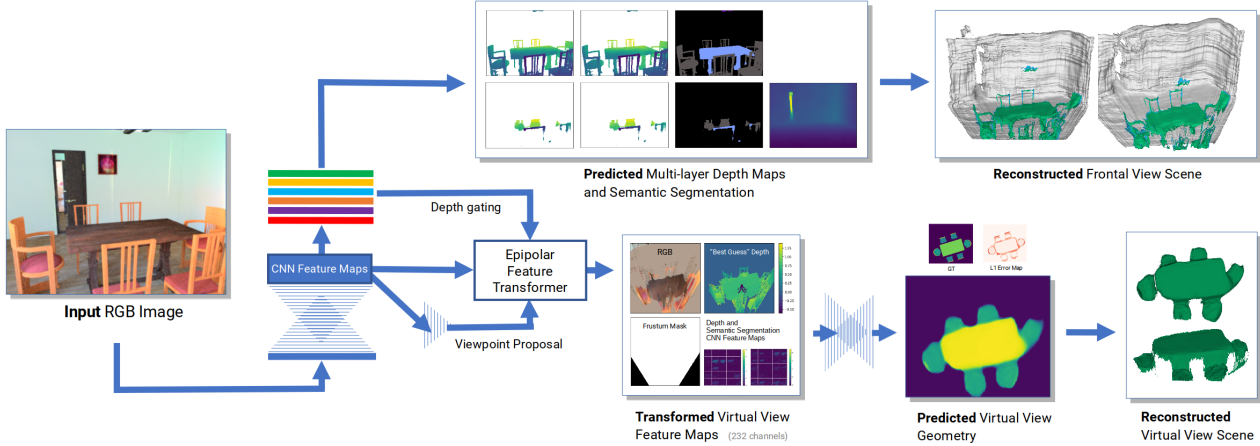 Predicted Multi-layer Depth Maps
and Semantic Segmentation
Reconstructed Frontal View Scene
Depth gating
CNN Feature Maps
Epipolar
Feature
Transformer
Input RGB Image
Viewpoint Proposal
RGB
"Best Guess" Depth
Frustum Mask
Depth and
Semantic Segmentation
CNN Feature Maps
GT
L1 Error Map
Transformed Virtual View
Feature Maps (232 channels)
Predicted Virtual View
Geometry
Reconstructed
Virtual View Scene